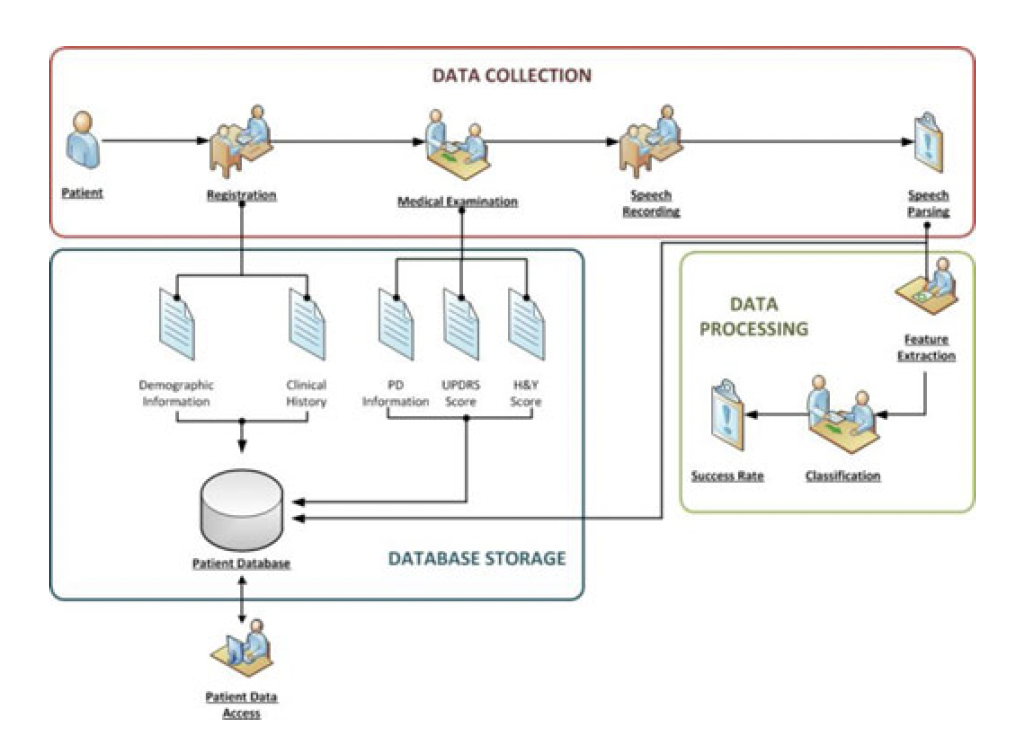 DATA COLLECTION
Patient
Registration
Medical Examination
Speech
Recording
Speech
Parsing
Demographic
Information
Clinical
History
PD
Information
UPDRS
Score
H&Y
Score
Patient Database
DATABASE STORAGE
DATA
PROCESSING
Feature
Extraction
Classification
Success Rate
Patient Data
Access